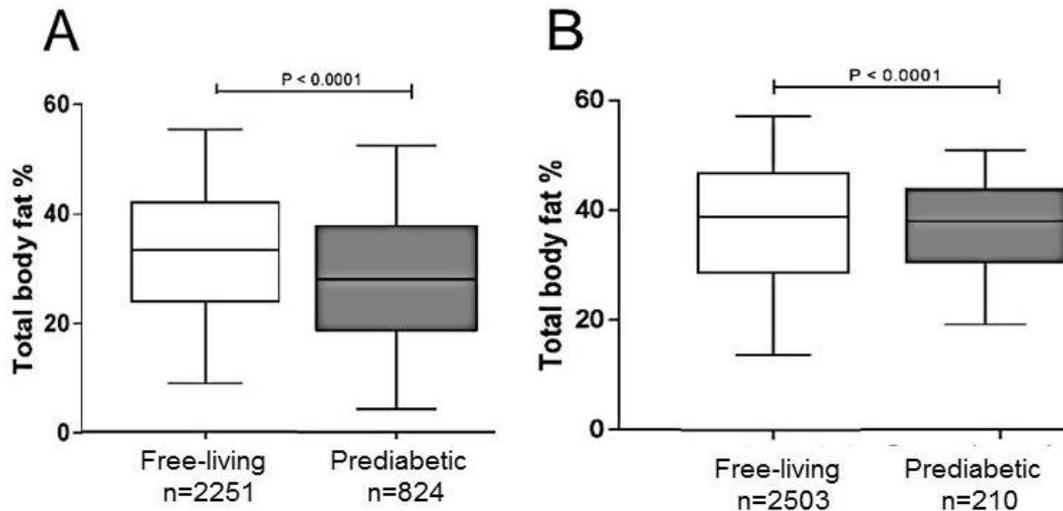 A
P < 0.0001
Total body fat %
60
40
20
0
Free-living
n=2251
Prediabetic
n=824
B
P < 0.0001
Total body fat %
60
40
20
0
Free-living
n=2503
Prediabetic
n=210